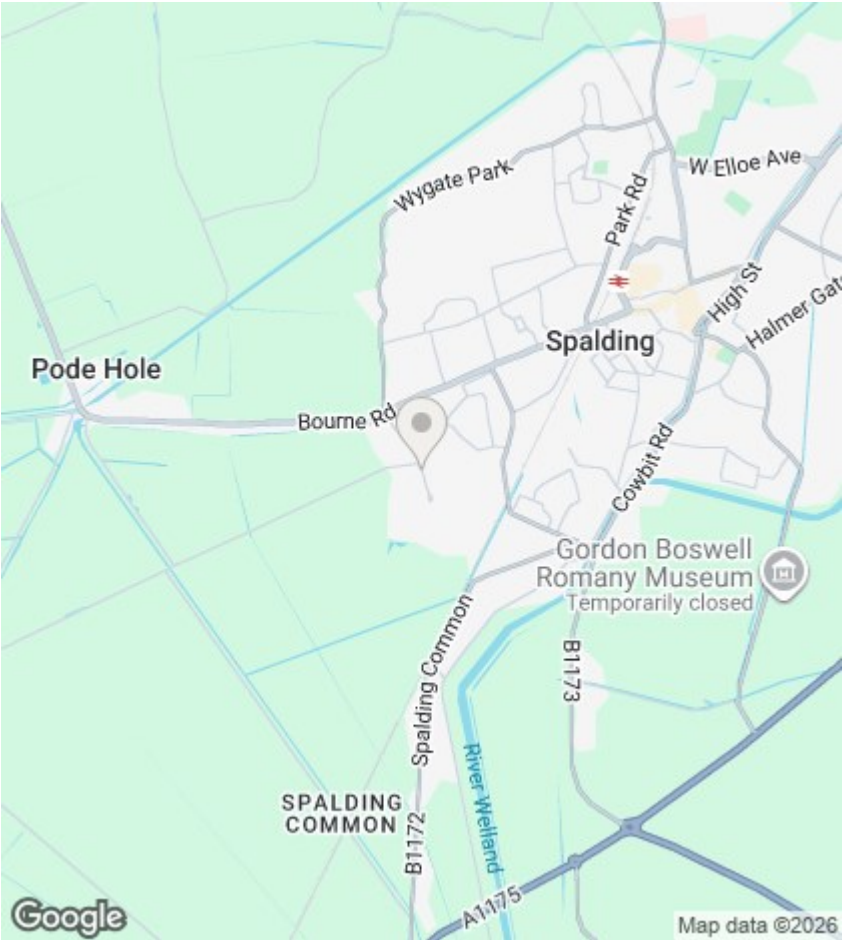 W Elloe Ave
Wygate Park
Park Rd
High St
Halmer Gate
Spalding
Pode Hole
Bourne Rd
Cowbit Rd
Gordon Boswell
Romany Museum
Temporarily closed
Spalding Common
B1173
River Welland
SPALDING
COMMON
B1172
A1175
Google
Map data ©2026